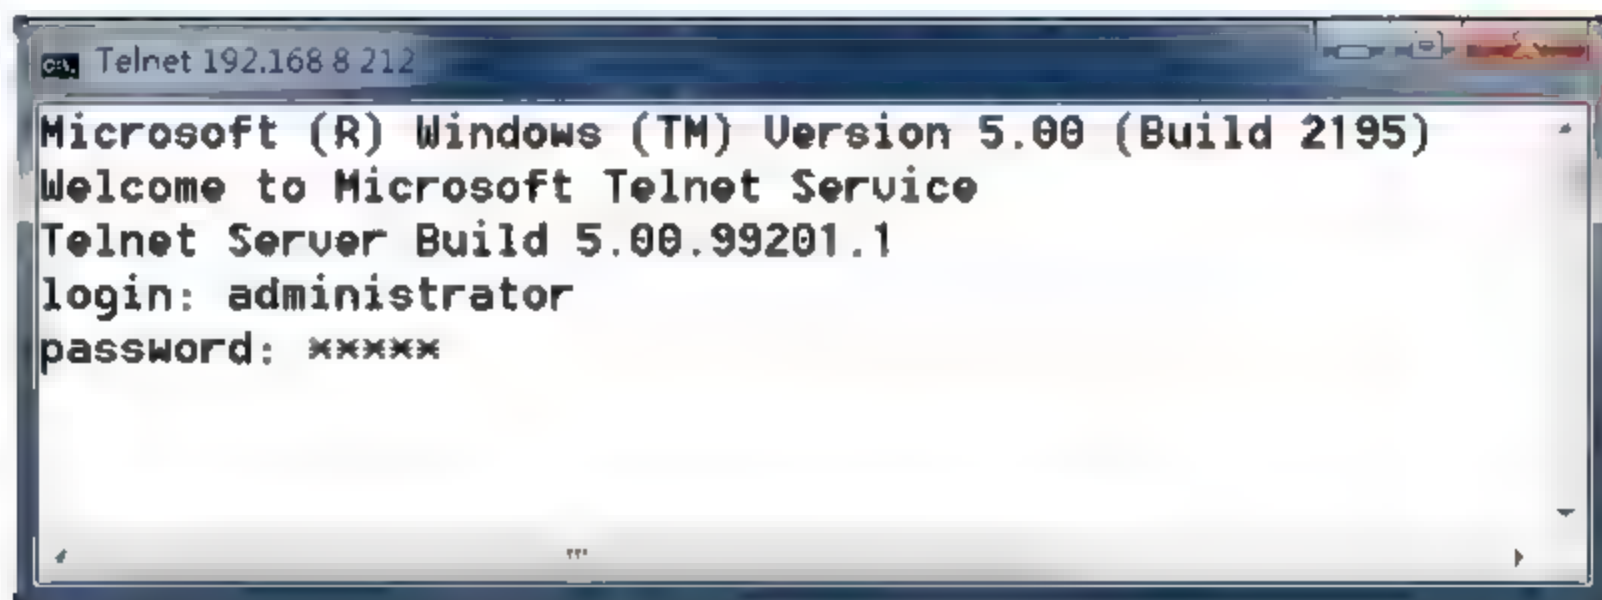 Telnet 192.168.8.212
Microsoft (R) Windows (TM) Version 5.00 (Build 2195)
Welcome to Microsoft Telnet Service
Telnet Server Build 5.00.99201.1
login: administrator
password: *****